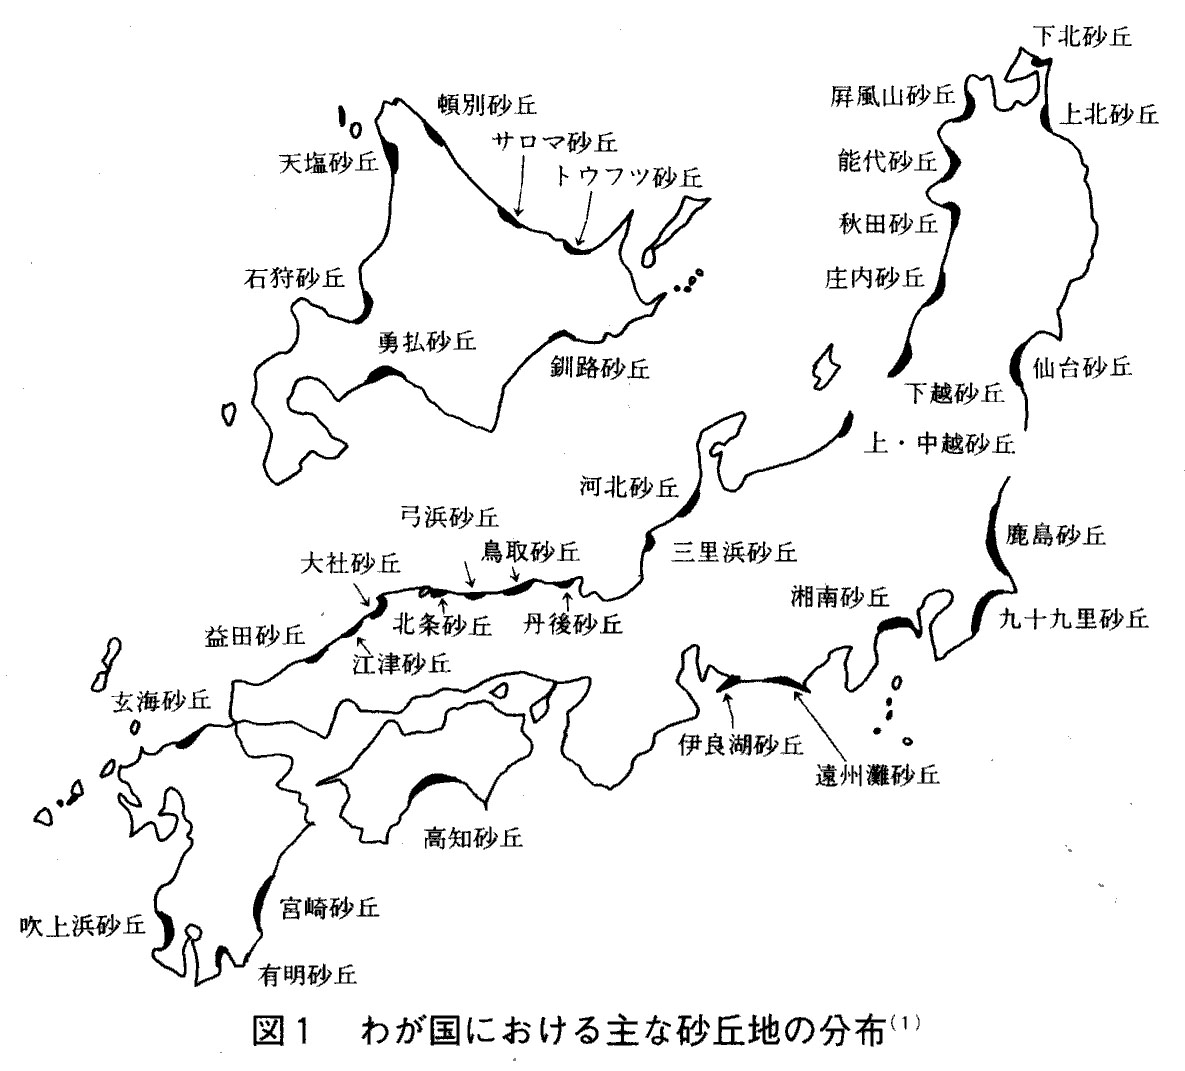 下北砂丘
屛風山砂丘
上北砂丘
頓別砂丘
サロマ砂丘
天塩砂丘
能代砂丘
トウフツ砂丘
秋田砂丘
石狩砂丘
庄内砂丘
勇払砂丘
釧路砂丘
仙台砂丘
下越砂丘
上・中越砂丘
河北砂丘
弓浜砂丘
鳥取砂丘
三里浜砂丘
鹿島砂丘
大社砂丘
湘南砂丘
九十九里砂丘
北条砂丘
丹後砂丘
益田砂丘
江津砂丘
玄海砂丘
伊良湖砂丘
遠州灘砂丘
高知砂丘
宮崎砂丘
吹上浜砂丘
有明砂丘
図1 わが国における主な砂丘地の分布(1)